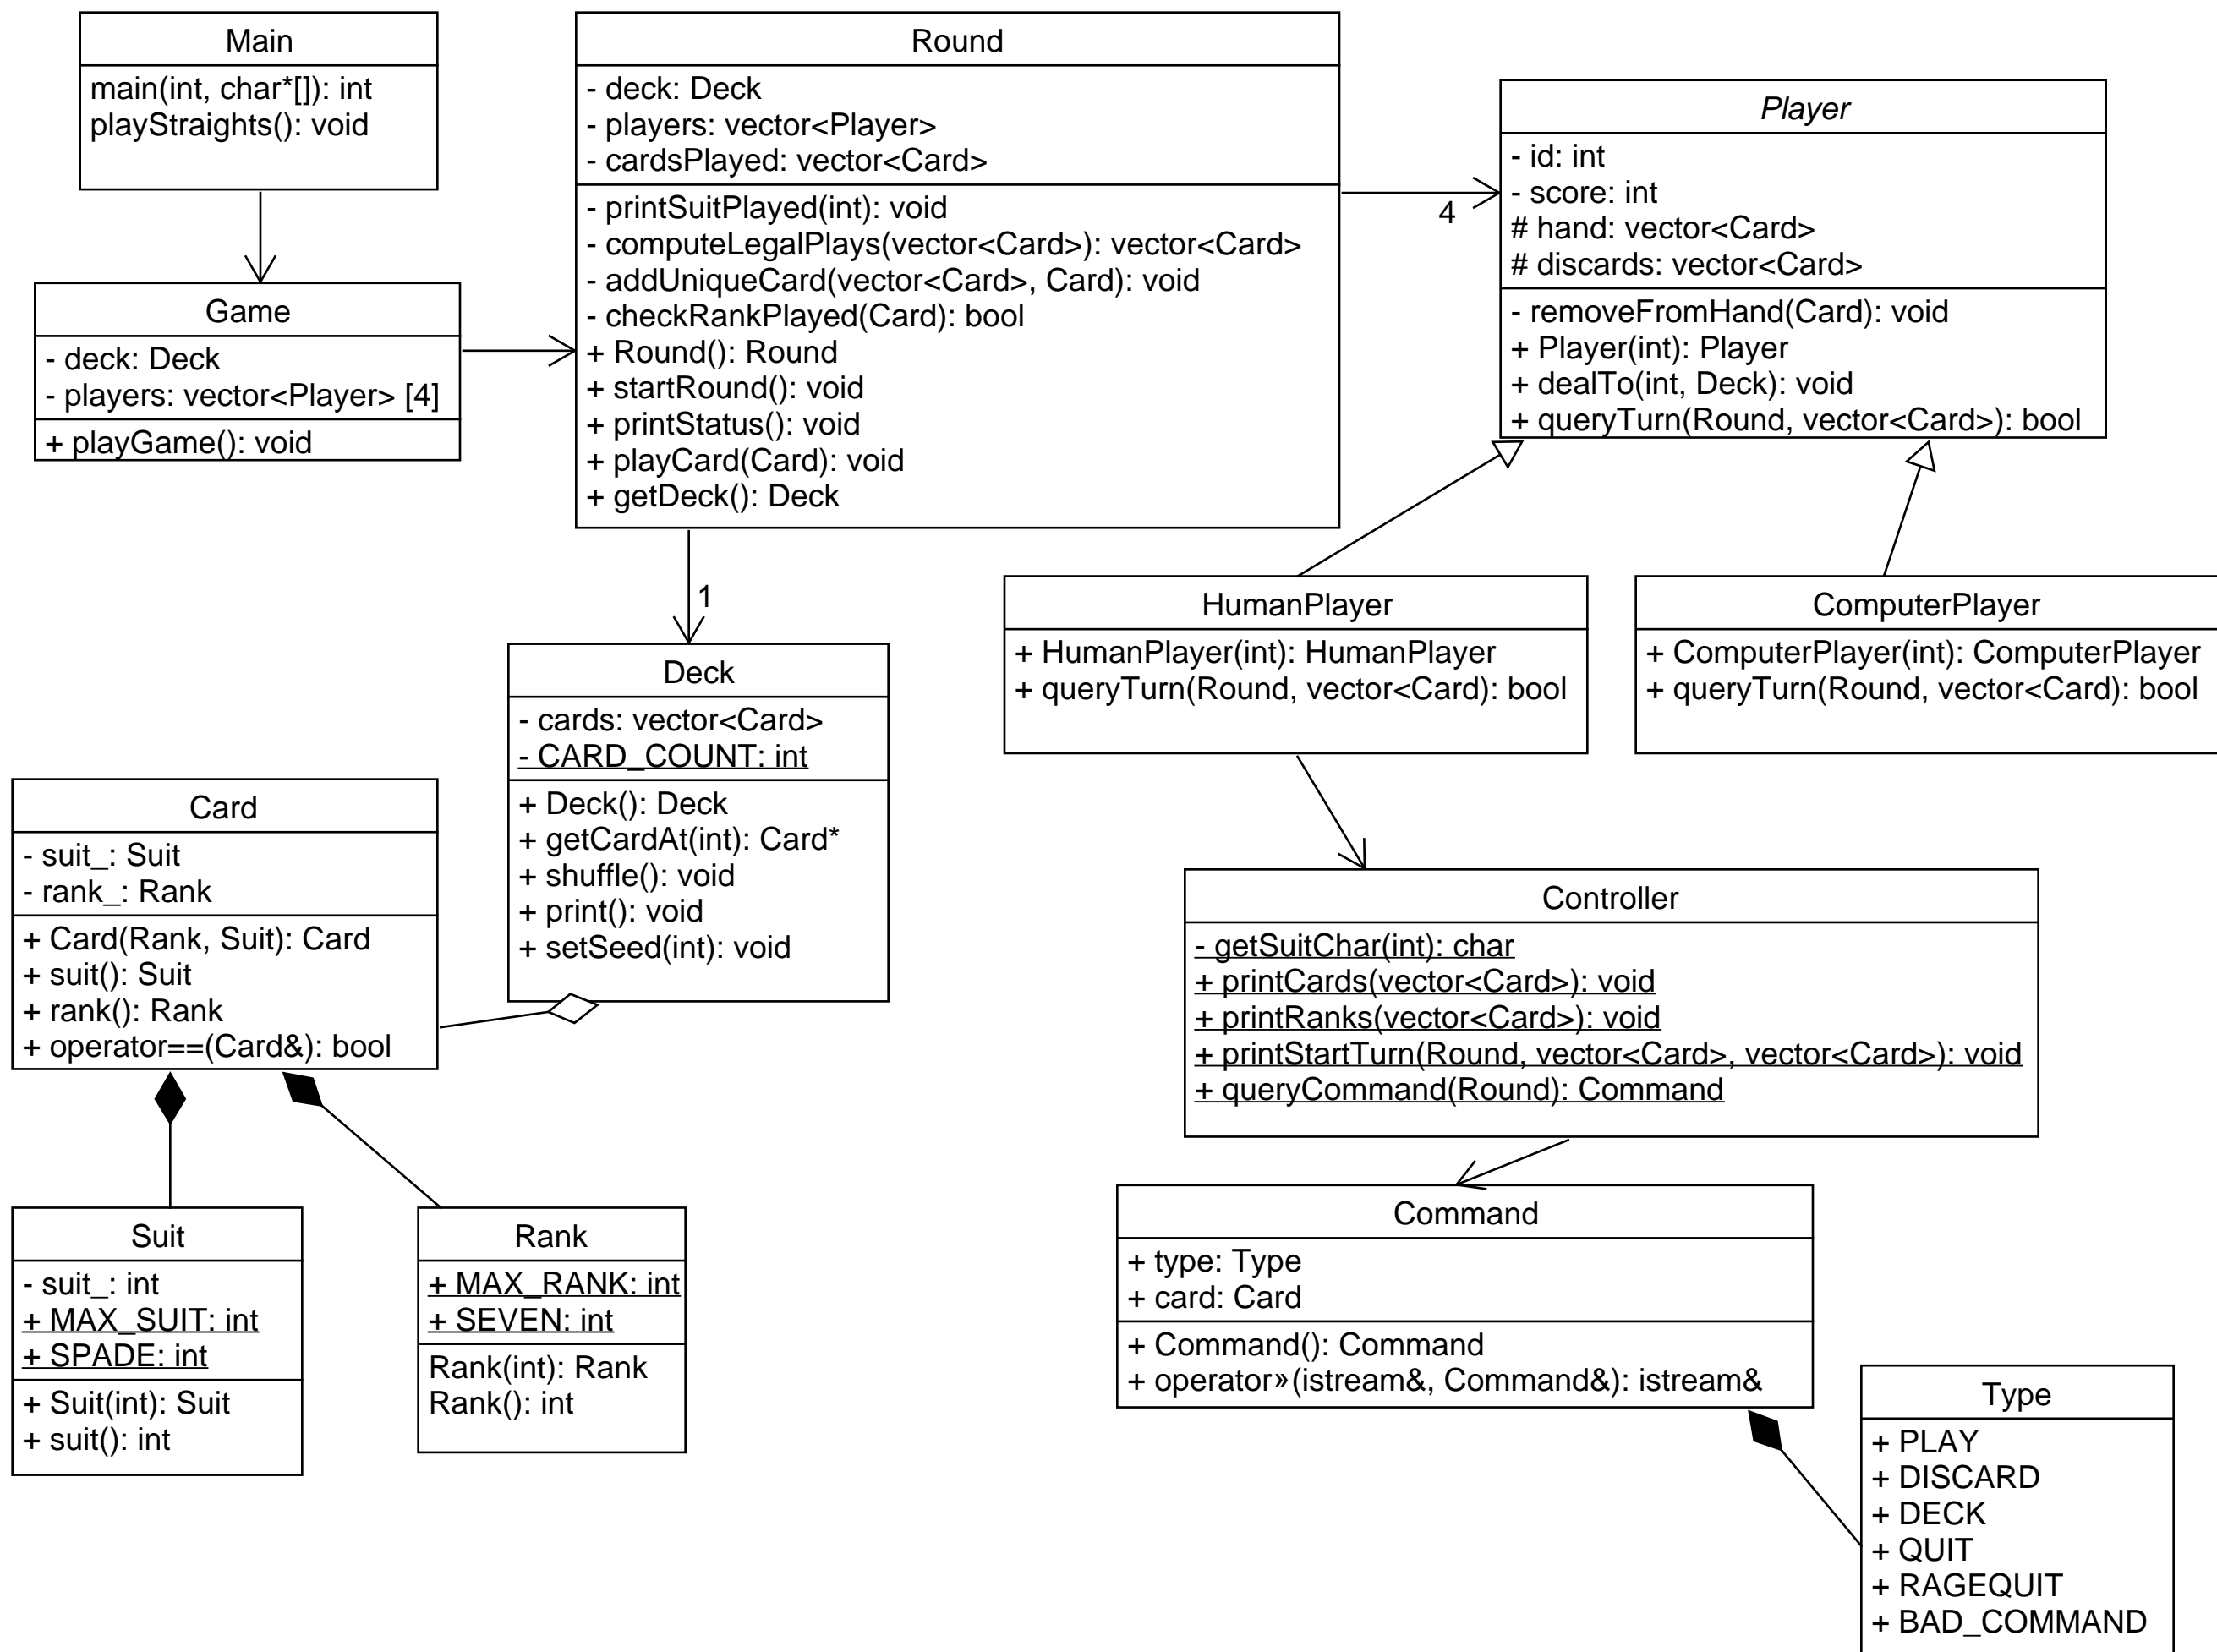 Main
main(int, char*[]): int
playStraights(): void
Round
- deck: Deck
- players: vector<Player>
- cardsPlayed: vector<Card>
- printSuitPlayed(int): void
- computeLegalPlays(vector<Card>): vector<Card>
- addUniqueCard(vector<Card>, Card): void
- checkRankPlayed(Card): bool
+ Round(): Round
+ startRound(): void
+ printStatus(): void
+ playCard(Card): void
+ getDeck(): Deck
4
Player
- id: int
- score: int
# hand: vector<Card>
# discards: vector<Card>
- removeFromHand(Card): void
+ Player(int): Player
+ dealTo(int, Deck): void
+ queryTurn(Round, vector<Card>): bool
Game
- deck: Deck
- players: vector<Player> [4]
+ playGame(): void
1
HumanPlayer
+ HumanPlayer(int): HumanPlayer
+ queryTurn(Round, vector<Card): bool
ComputerPlayer
+ ComputerPlayer(int): ComputerPlayer
+ queryTurn(Round, vector<Card): bool
Deck
- cards: vector<Card>
- CARD_COUNT: int
+ Deck(): Deck
+ getCardAt(int): Card*
+ shuffle(): void
+ print(): void
+ setSeed(int): void
Card
- suit_: Suit
- rank_: Rank
+ Card(Rank, Suit): Card
+ suit(): Suit
+ rank(): Rank
+ operator==(Card&): bool
Controller
- getSuitChar(int): char
+ printCards(vector<Card>): void
+ printRanks(vector<Card>): void
+ printStartTurn(Round, vector<Card>, vector<Card>): void
+ queryCommand(Round): Command
Suit
- suit_: int
+ MAX_SUIT: int
+ SPADE: int
+ Suit(int): Suit
+ suit(): int
Rank
+ MAX_RANK: int
+ SEVEN: int
Rank(int): Rank
Rank(): int
Command
+ type: Type
+ card: Card
+ Command(): Command
+ operator»(istream&, Command&): istream&
Type
+ PLAY
+ DISCARD
+ DECK
+ QUIT
+ RAGEQUIT
+ BAD_COMMAND